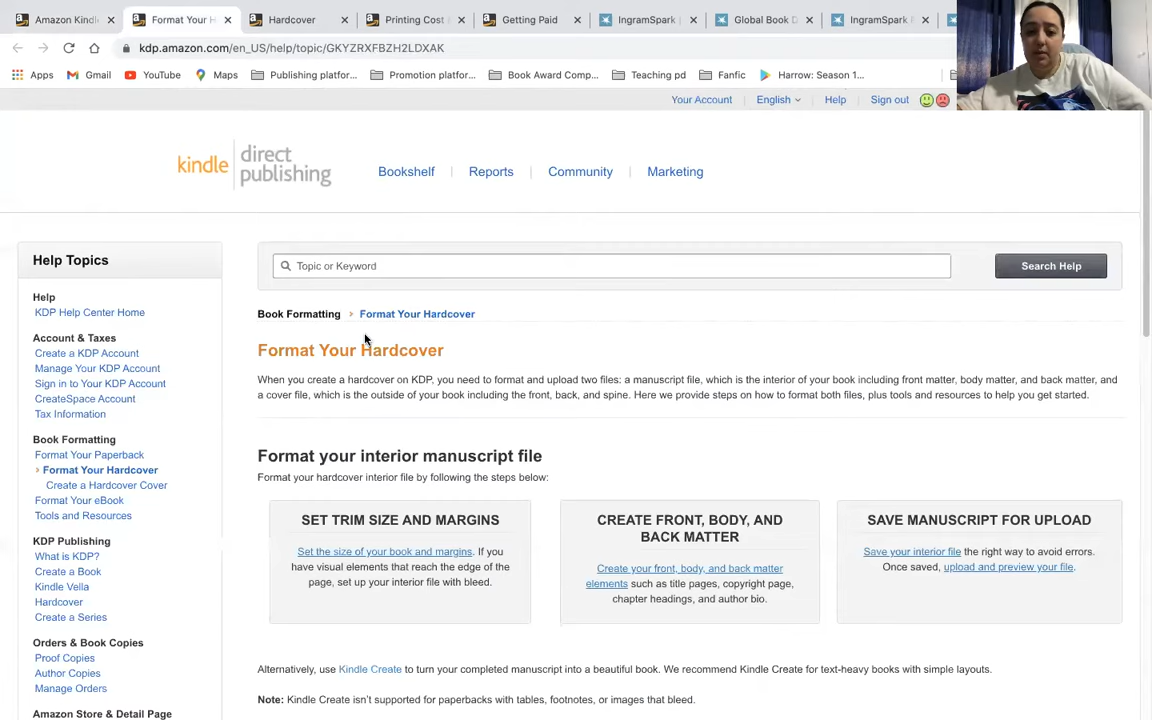 Amazon Kindl
Format Your H
Hardcover
Printing Cost
Getting Paid
IngramSpark
Global Book D
IngramSpark
kdp.amazon.com/en_US/help/topic/GKYZRXFBZH2LDXAK
Apps
Gmail
YouTube
Maps
Publishing platfor...
Promotion platfor...
Book Award Comp...
Teaching pd
Fanfic
Harrow: Season 1...
Your Account
English
Help
Sign out
kindle direct publishing
Bookshelf
Reports
Community
Marketing
Help Topics
Help
KDP Help Center Home
Account & Taxes
Create a KDP Account
Manage Your KDP Account
Sign in to Your KDP Account
CreateSpace Account
Tax Information
Book Formatting
Format Your Paperback
› Format Your Hardcover
Create a Hardcover Cover
Format Your eBook
Tools and Resources
KDP Publishing
What is KDP?
Create a Book
Kindle Vella
Hardcover
Create a Series
Orders & Book Copies
Proof Copies
Author Copies
Manage Orders
Amazon Store & Detail Page
Topic or Keyword
Search Help
Book Formatting › Format Your Hardcover
Format Your Hardcover
When you create a hardcover on KDP, you need to format and upload two files: a manuscript file, which is the interior of your book including front matter, body matter, and back matter, and
a cover file, which is the outside of your book including the front, back, and spine. Here we provide steps on how to format both files, plus tools and resources to help you get started.
Format your interior manuscript file
Format your hardcover interior file by following the steps below:
SET TRIM SIZE AND MARGINS
Set the size of your book and margins. If you
have visual elements that reach the edge of the
page, set up your interior file with bleed.
CREATE FRONT, BODY, AND
BACK MATTER
Create your front, body, and back matter
elements such as title pages, copyright page,
chapter headings, and author bio.
SAVE MANUSCRIPT FOR UPLOAD
Save your interior file the right way to avoid errors.
Once saved, upload and preview your file.
Alternatively, use Kindle Create to turn your completed manuscript into a beautiful book. We recommend Kindle Create for text-heavy books with simple layouts.
Note: Kindle Create isn't supported for paperbacks with tables, footnotes, or images that bleed.